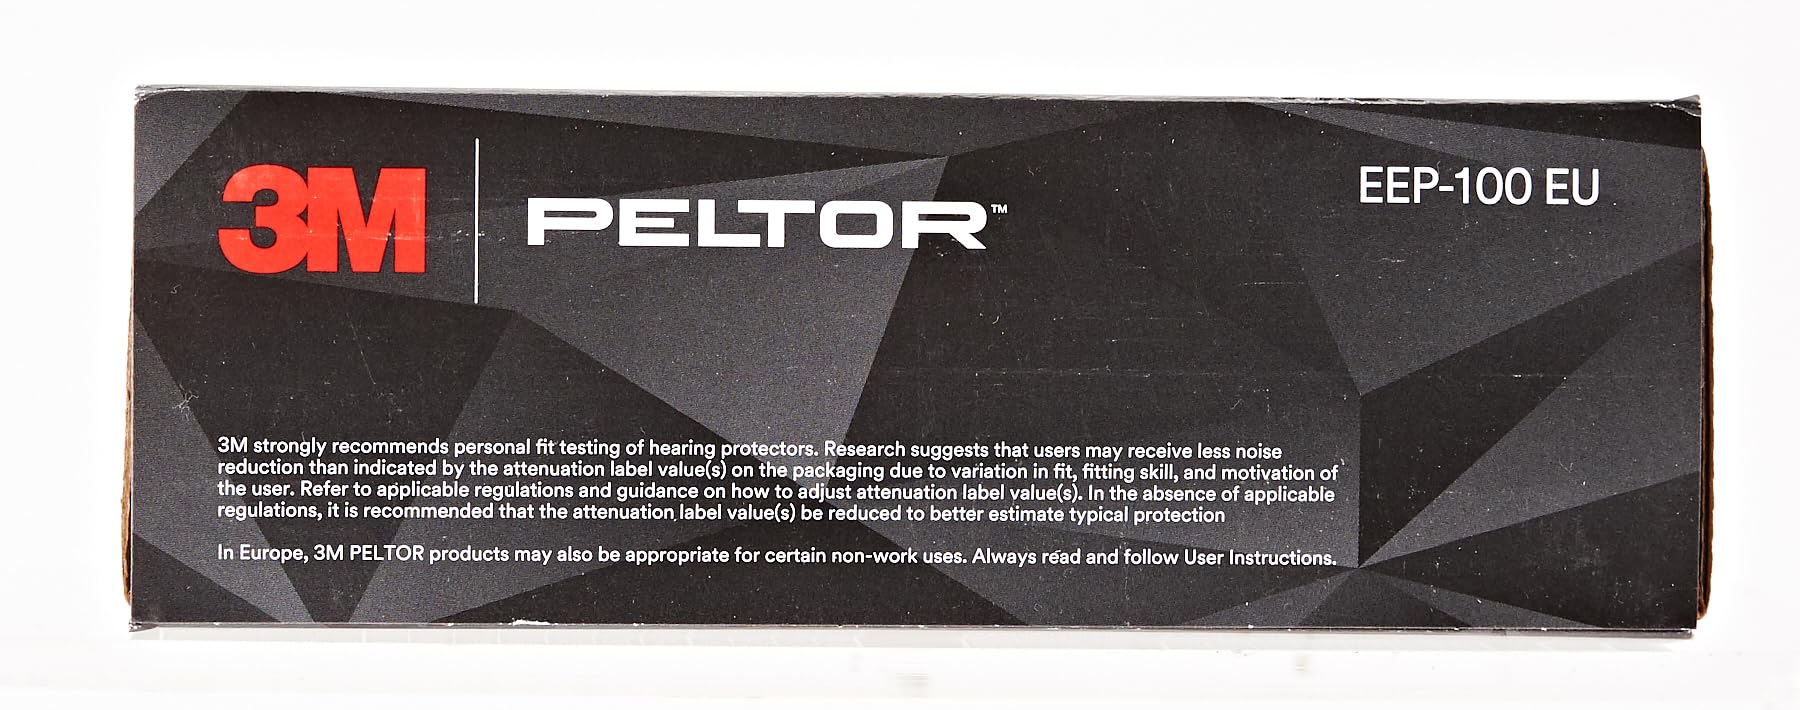 3M
PELTOR™
EEP-100 EU
3M strongly recommends personal fit testing of hearing protectors. Research suggests that users may receive less noise
reduction than indicated by the attenuation label value(s) on the packaging due to variation in fit, fitting skill, and motivation of
the user. Refer to applicable regulations and guidance on how to adjust attenuation label value(s). In the absence of applicable
regulations, it is recommended that the attenuation label value(s) be reduced to better estimate typical protection
In Europe, 3M PELTOR products may also be appropriate for certain non-work uses. Always read and follow User Instructions.